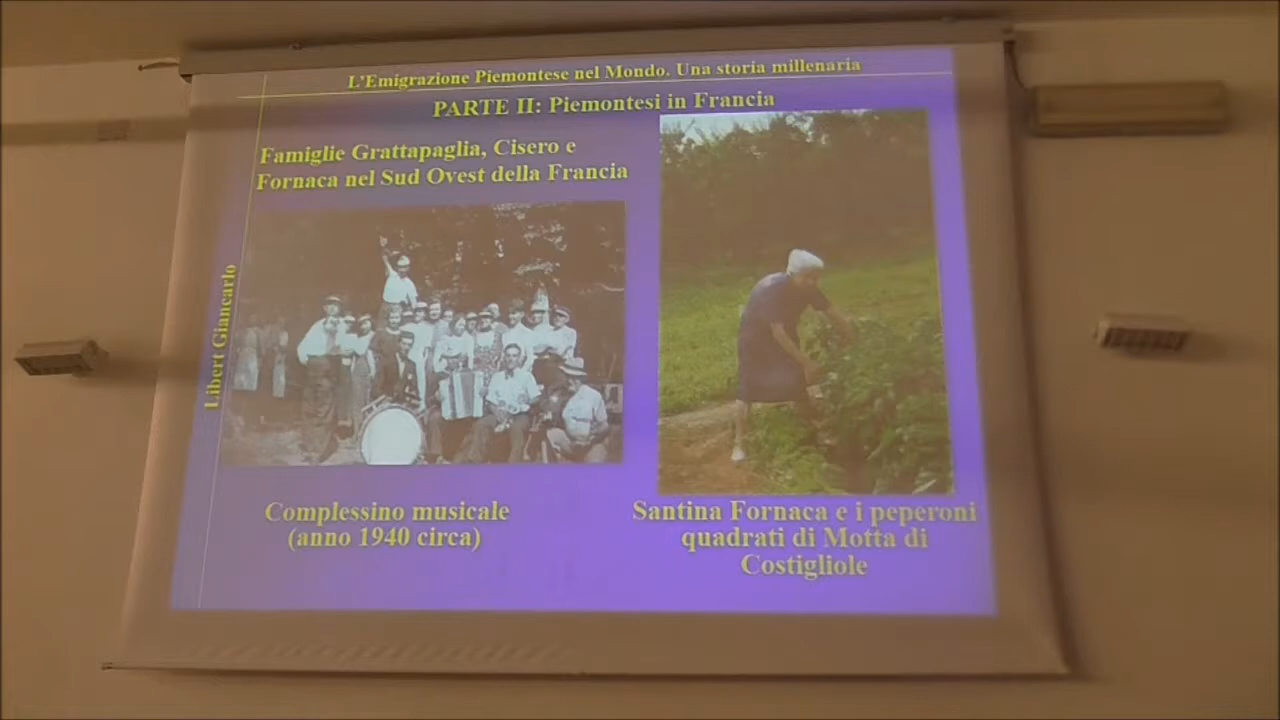 L'Emigrazione Piemontese nel Mondo. Una storia millenaria
PARTE II: Piemontesi in Francia
Famiglie Grattapaglia, Cisero e
Fornaca nel Sud Ovest della Francia
Libert Giancarlo
Complessino musicale
(anno 1940 circa)
Santina Fornaca e i peperoni
quadrati di Motta di
Costigliole